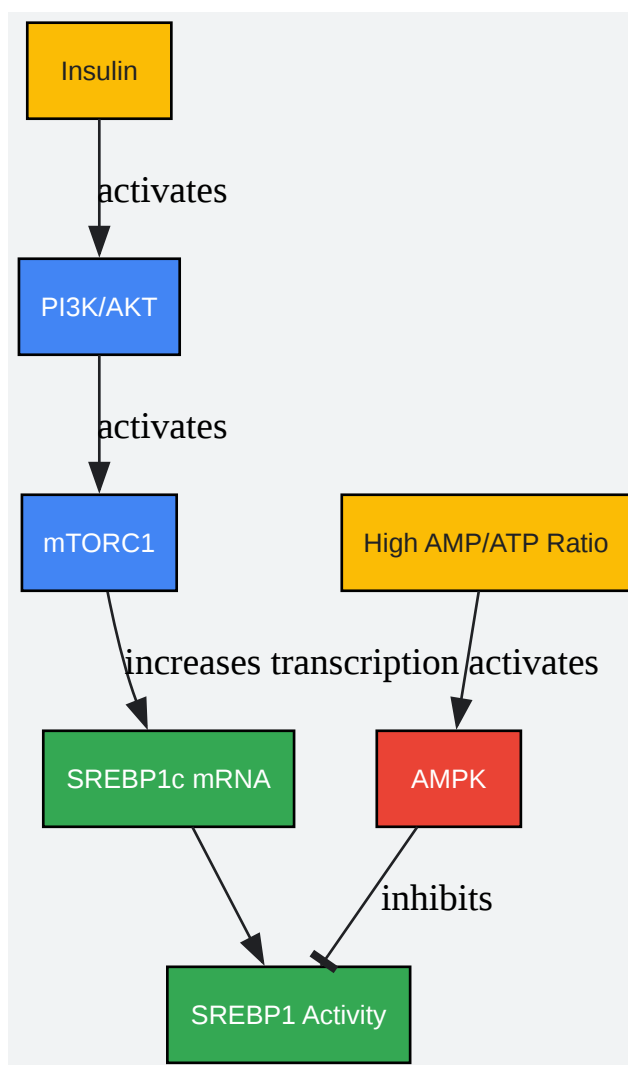 Insulin
activates
PI3K/AKT
activates
mTORC1
High AMP/ATP Ratio
increases transcription
activates
SREBP1c mRNA
AMPK
inhibits
SREBP1 Activity